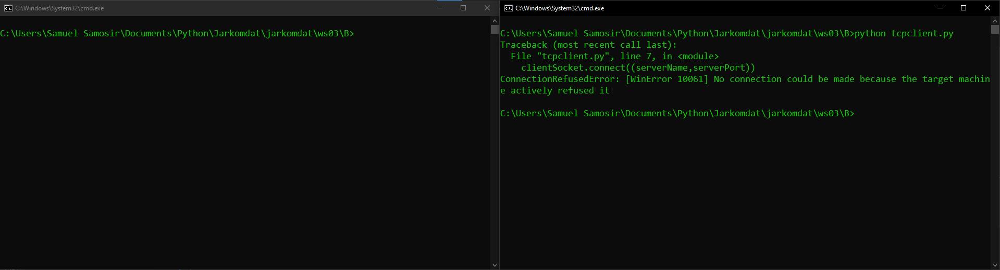 C:\Windows\System32\cmd.exe
C:\Users\Samuel Samosir\Documents\Python\Jarkomdat\jarkomdat\ws03\B>
C:\Windows\System32\cmd.exe
C:\Users\Samuel Samosir\Documents\Python\Jarkomdat\jarkomdat\ws03\B>python tcpclient.py
Traceback (most recent call last):
  File "tcpclient.py", line 7, in <module>
    clientSocket.connect((serverName,serverPort))
ConnectionRefusedError: [WinError 10061] No connection could be made because the target machin
e actively refused it
C:\Users\Samuel Samosir\Documents\Python\Jarkomdat\jarkomdat\ws03\B>